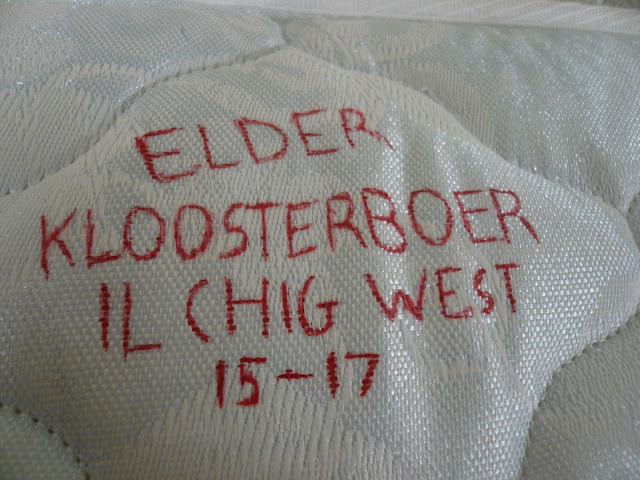 ELDER
KLOOSTERBOER
IL CHIG WEST
15-17